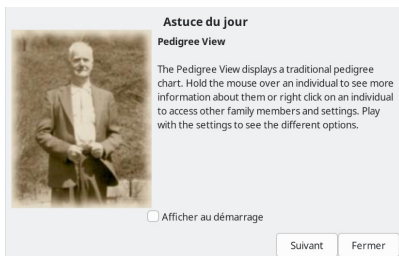 Astuce du jour
Pedigree View
The Pedigree View displays a traditional pedigree
chart. Hold the mouse over an individual to see more
information about them or right click on an individual
to access other family members and settings. Play
with the settings to see the different options.
Afficher au démarrage
Suivant
Fermer